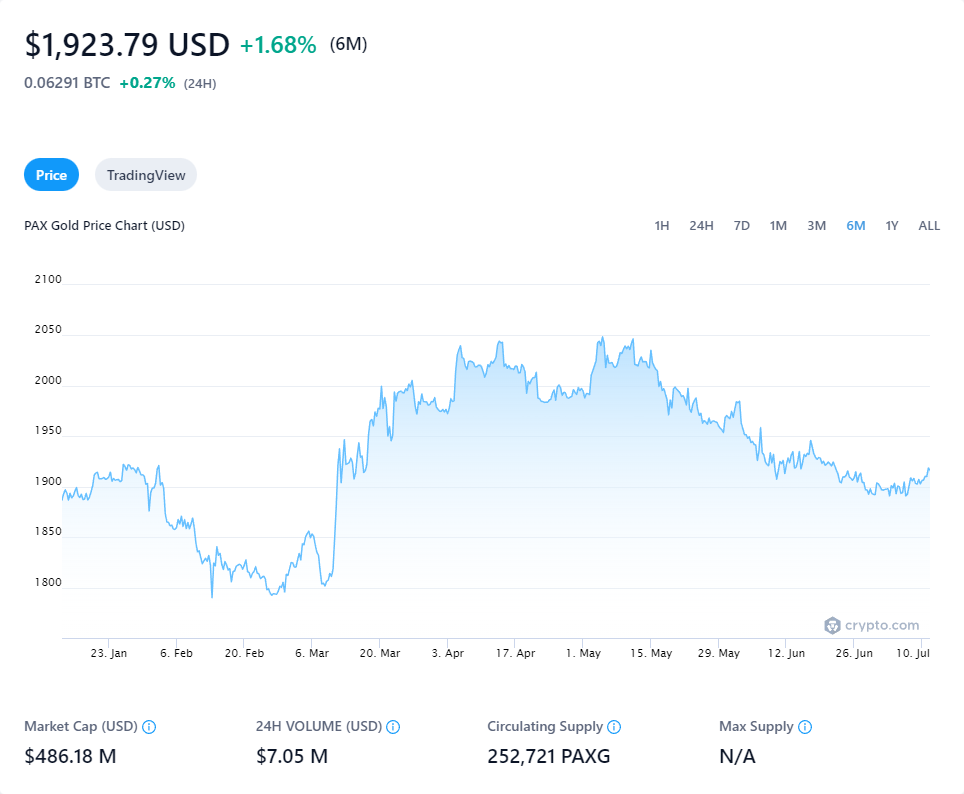 $1,923.79 USD +1.68% (6M)
0.06291 BTC +0.27% (24H)
Price TradingView
PAX Gold Price Chart (USD) 1H 24H 7D 1M 3M 6M 1Y ALL
2100
2050
2000
1950
1900
1850
1800
crypto.com
23. Jan 6. Feb 20. Feb 6. Mar 20. Mar 3. Apr 17. Apr 1. May 15. May 29. May 12. Jun 26. Jun 10. Jul
Market Cap (USD) 24H VOLUME (USD) Circulating Supply Max Supply
$486.18 M $7.05 M 252,721 PAXG N/A